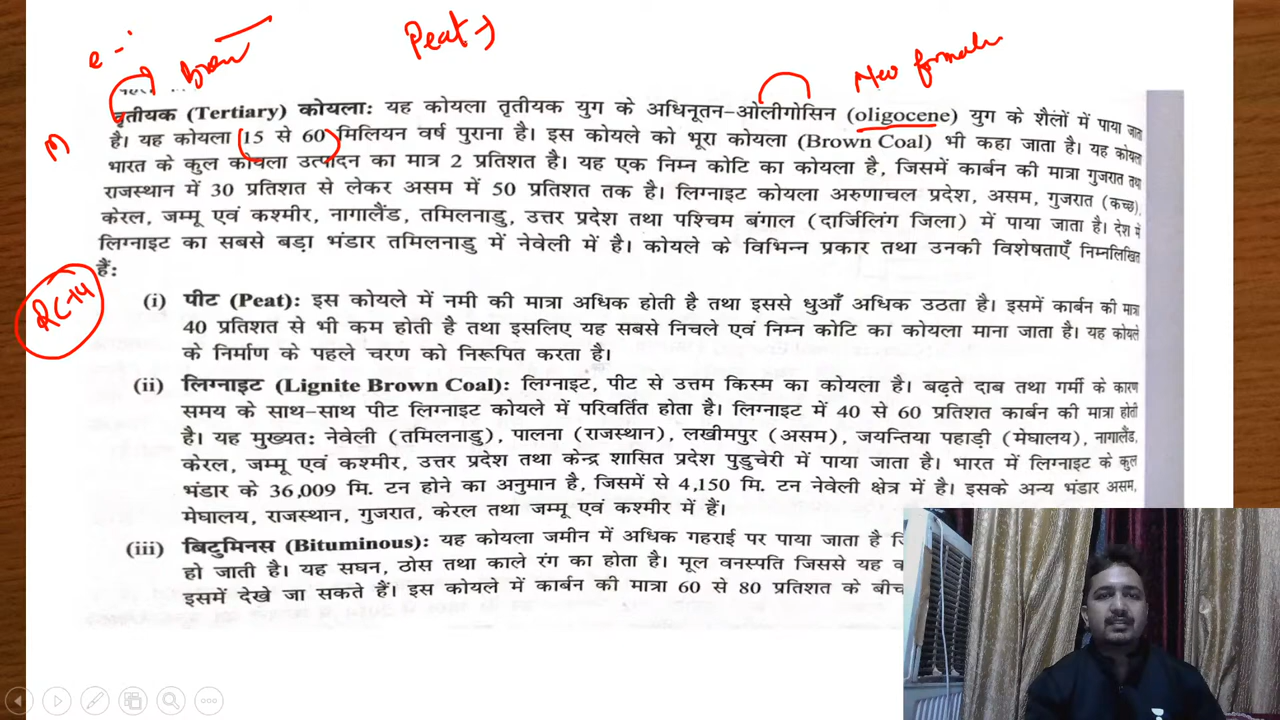 Peat →
Brown
Neo formale
तृतीयक (Tertiary) कोयला: यह कोयला तृतीयक युग के अधिनूतन-ओलीगोसिन (oligocene) युग के शैलों में पाया जाता
है। यह कोयला 15 से 60 मिलियन वर्ष पुराना है। इस कोयले को भूरा कोयला (Brown Coal) भी कहा जाता है। यह कोयला
भारत के कुल कोयला उत्पादन का मात्र 2 प्रतिशत है। यह एक निम्न कोटि का कोयला है, जिसमें कार्बन की मात्रा गुजरात तथा
राजस्थान में 30 प्रतिशत से लेकर असम में 50 प्रतिशत तक है। लिग्नाइट कोयला अरुणाचल प्रदेश, असम, गुजरात (कच्छ),
केरल, जम्मू एवं कश्मीर, नागालैंड, तमिलनाडु, उत्तर प्रदेश तथा पश्चिम बंगाल (दार्जिलिंग जिला) में पाया जाता है। देश में
लिग्नाइट का सबसे बड़ा भंडार तमिलनाडु में नेवेली में है। कोयले के विभिन्न प्रकार तथा उनकी विशेषताएँ निम्नलिखित
हैं:
(i) पीट (Peat): इस कोयले में नमी की मात्रा अधिक होती है तथा इससे धुआँ अधिक उठता है। इसमें कार्बन की मात्रा
40 प्रतिशत से भी कम होती है तथा इसलिए यह सबसे निचले एवं निम्न कोटि का कोयला माना जाता है। यह कोयले
के निर्माण के पहले चरण को निरूपित करता है।
(ii) लिग्नाइट (Lignite Brown Coal): लिग्नाइट, पीट से उत्तम किस्म का कोयला है। बढ़ते दाब तथा गर्मी के कारण
समय के साथ-साथ पीट लिग्नाइट कोयले में परिवर्तित होता है। लिग्नाइट में 40 से 60 प्रतिशत कार्बन की मात्रा होती
है। यह मुख्यत: नेवेली (तमिलनाडु), पालना (राजस्थान), लखीमपुर (असम), जयन्तिया पहाड़ी (मेघालय), नागालैंड,
केरल, जम्मू एवं कश्मीर, उत्तर प्रदेश तथा केन्द्र शासित प्रदेश पुडुचेरी में पाया जाता है। भारत में लिग्नाइट के कुल
भंडार के 36,009 मि. टन होने का अनुमान है, जिसमें से 4,150 मि. टन नेवेली क्षेत्र में है। इसके अन्य भंडार असम,
मेघालय, राजस्थान, गुजरात, केरल तथा जम्मू एवं कश्मीर में हैं।
(iii) बिटुमिनस (Bituminous): यह कोयला जमीन में अधिक गहराई पर पाया जाता है
हो जाती है। यह सघन, ठोस तथा काले रंग का होता है। मूल वनस्पति जिससे यह
इसमें देखे जा सकते हैं। इस कोयले में कार्बन की मात्रा 60 से 80 प्रतिशत के बीच